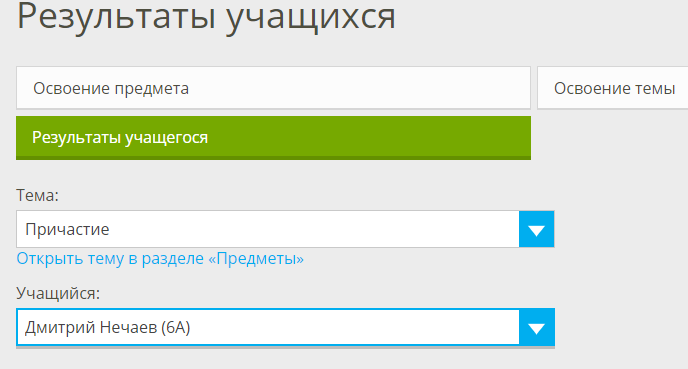 Результаты учащихся
Освоение предмета
Освоение темы
Результаты учащегося
Тема:
Причастие
Открыть тему в разделе «Предметы»
Учащийся:
Дмитрий Нечаев (6А)